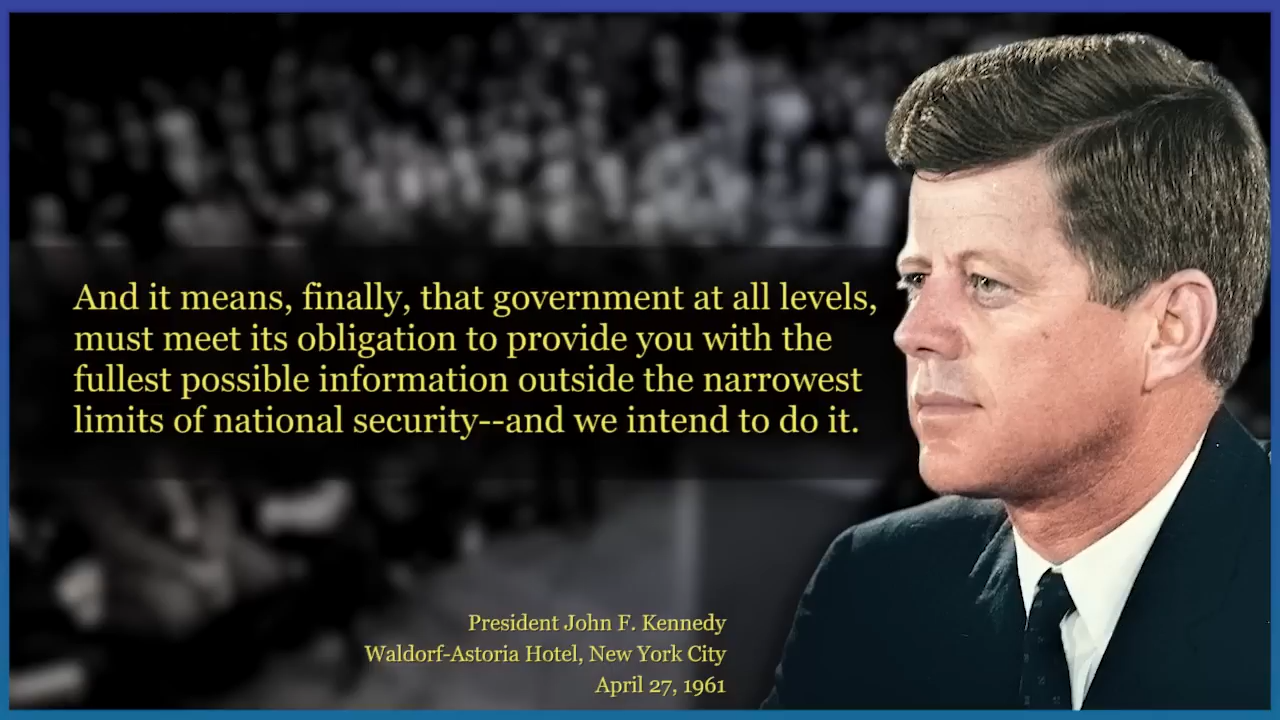 And it means, finally, that government at all levels,
must meet its obligation to provide you with the
fullest possible information outside the narrowest
limits of national security--and we intend to do it.
President John F. Kennedy
Waldorf-Astoria Hotel, New York City
April 27, 1961